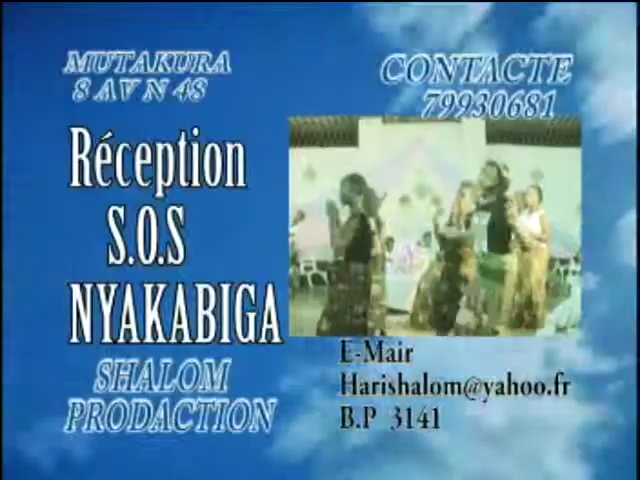 MUTAKURA
8 AV N 48
CONTACTE
79930681
Réception
S.O.S
NYAKABIGA
SHALOM
PRODACTION
E-Mair
Harishalom@yahoo.fr
B.P 3141